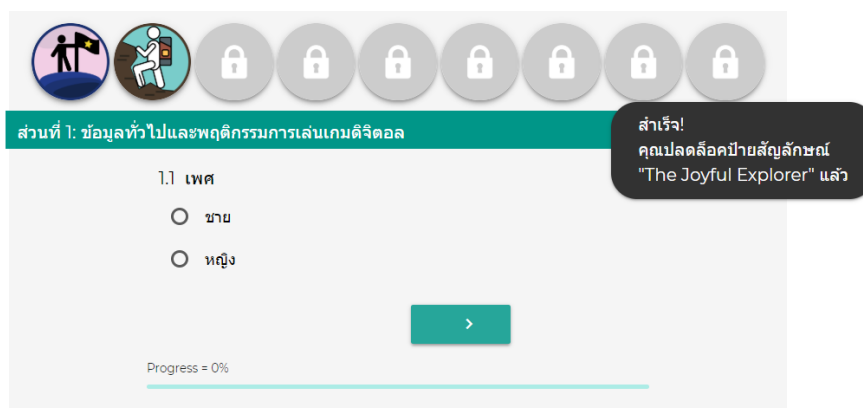 ส่วนที่ 1: ข้อมูลทั่วไปและพฤติกรรมการเล่นเกมดิจิตอล
สำเร็จ!
คุณปลดล็อคป้ายสัญลักษณ์
"The Joyful Explorer" แล้ว
1.1 เพศ
ชาย
หญิง
Progress = 0%